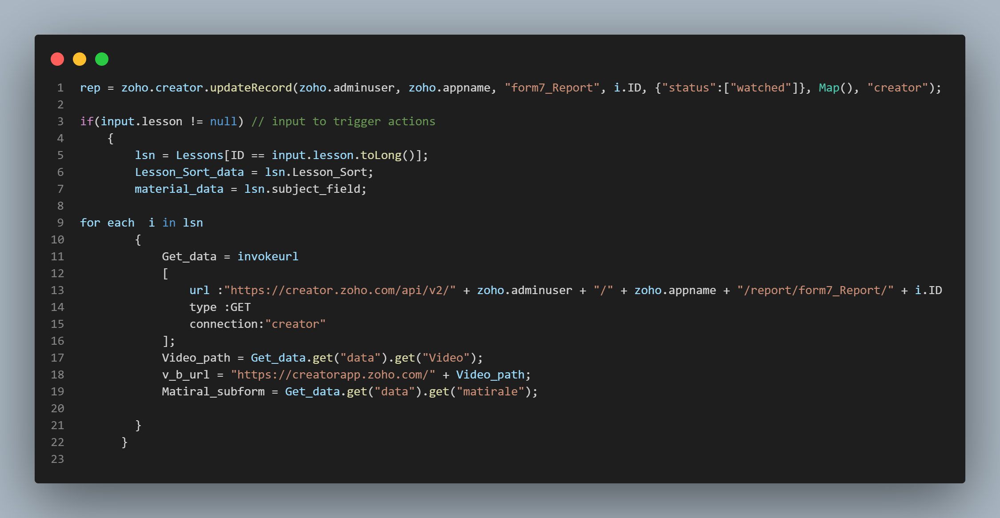 1 rep = zoho.creator.updateRecord(zoho.adminuser, zoho.appname, "form7_Report", i.ID, {"status":["watched"]}, Map(), "creator");
2
3 if(input.lesson != null) // input to trigger actions
4     {
5         lsn = Lessons[ID == input.lesson.toLong()];
6         Lesson_Sort_data = lsn.Lesson_Sort;
7         material_data = lsn.subject_field;
8
9 for each  i in lsn
10         {
11             Get_data = invokeurl
12             [
13                 url :"https://creator.zoho.com/api/v2/" + zoho.adminuser + "/" + zoho.appname + "/report/form7_Report/" + i.ID
14                 type :GET
15                 connection:"creator"
16             ];
17             Video_path = Get_data.get("data").get("Video");
18             v_b_url = "https://creatorapp.zoho.com/" + Video_path;
19             Matiral_subform = Get_data.get("data").get("matirale");
20
21         }
22       }
23